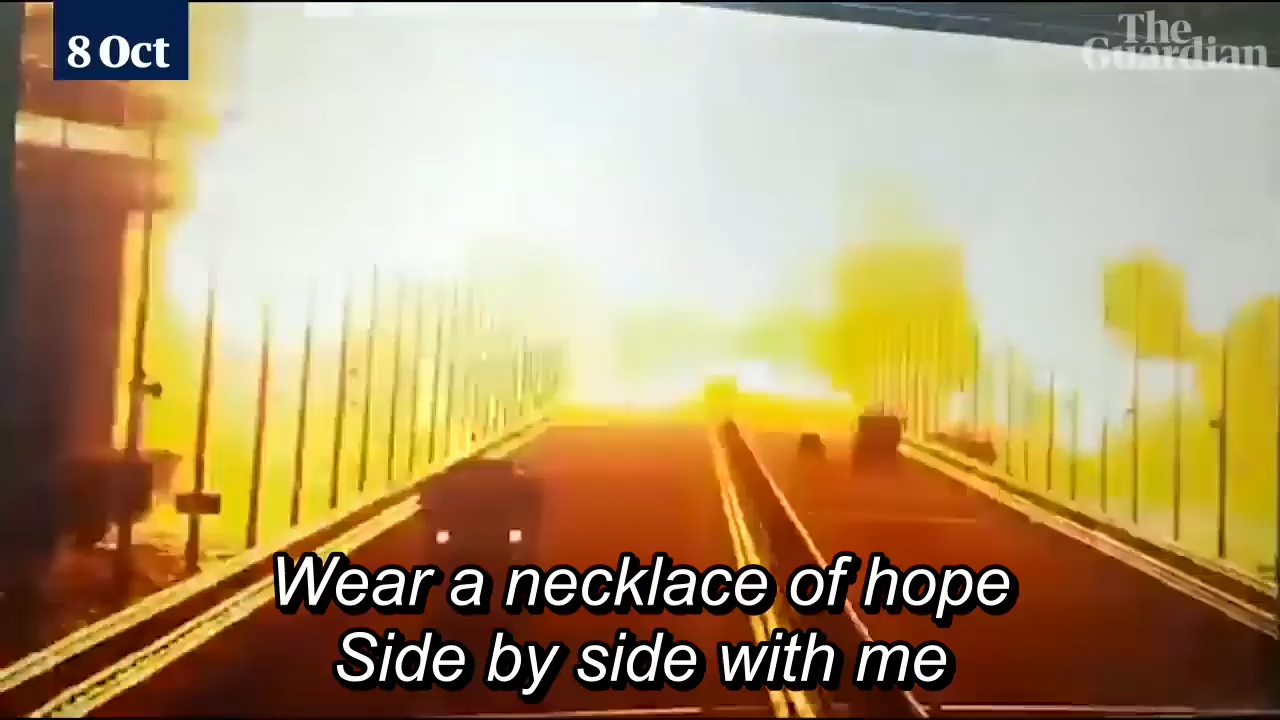 8 Oct
The
Guardian
Wear a necklace of hope
Side by side with me